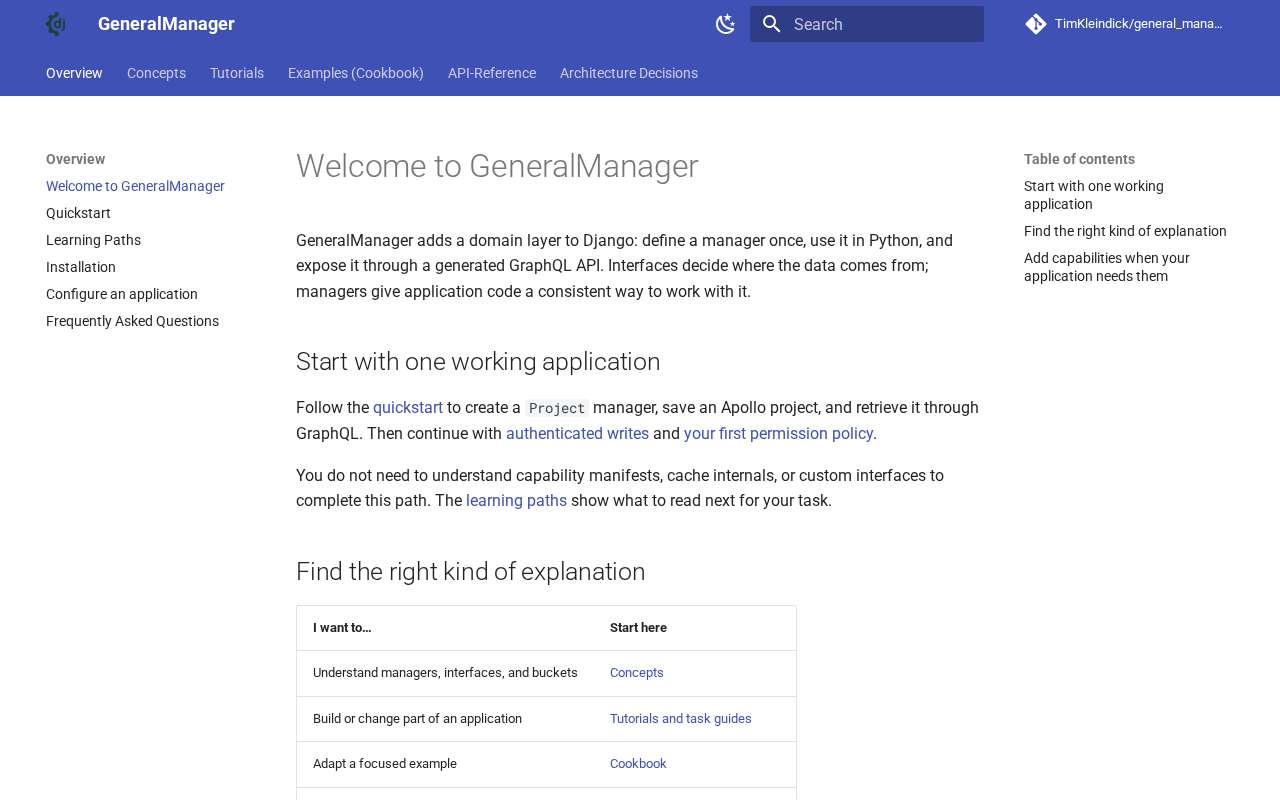 dj
GeneralManager
Search
TimKleindick/general_mana…
Overview
Concepts
Tutorials
Examples (Cookbook)
API-Reference
Architecture Decisions
Overview
Welcome to GeneralManager
Quickstart
Learning Paths
Installation
Configure an application
Frequently Asked Questions
Welcome to GeneralManager
GeneralManager adds a domain layer to Django: define a manager once, use it in Python, and
expose it through a generated GraphQL API. Interfaces decide where the data comes from;
managers give application code a consistent way to work with it.
Start with one working application
Follow the quickstart to create a Project manager, save an Apollo project, and retrieve it through
GraphQL. Then continue with authenticated writes and your first permission policy.
You do not need to understand capability manifests, cache internals, or custom interfaces to
complete this path. The learning paths show what to read next for your task.
Find the right kind of explanation
I want to… Start here
Understand managers, interfaces, and buckets Concepts
Build or change part of an application Tutorials and task guides
Adapt a focused example Cookbook
Table of contents
Start with one working
application
Find the right kind of explanation
Add capabilities when your
application needs them